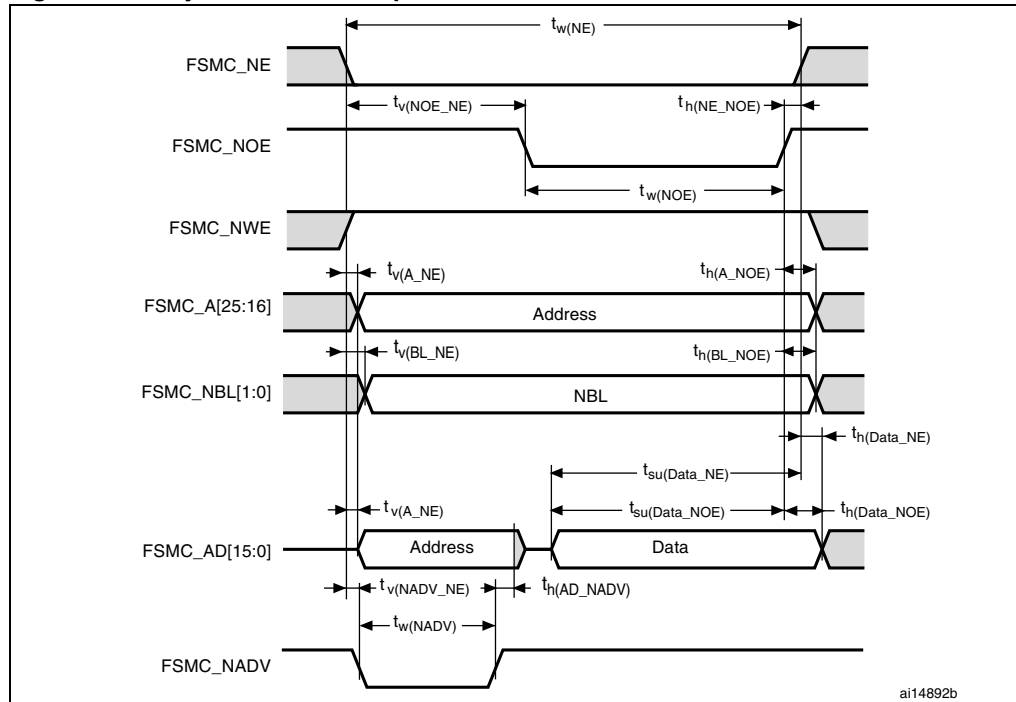 tw(NE)
FSMC_NE
tv(NOE_NE)
th(NE_NOE)
FSMC_NOE
tw(NOE)
FSMC_NWE
tv(A_NE)
th(A_NOE)
FSMC_A[25:16]
Address
tv(BL_NE)
th(BL_NOE)
FSMC_NBL[1:0]
NBL
th(Data_NE)
tsu(Data_NE)
tv(A_NE)
tsu(Data_NOE)
th(Data_NOE)
FSMC_AD[15:0]
Address
Data
tv(NADV_NE)
th(AD_NADV)
tw(NADV)
FSMC_NADV
ai14892b